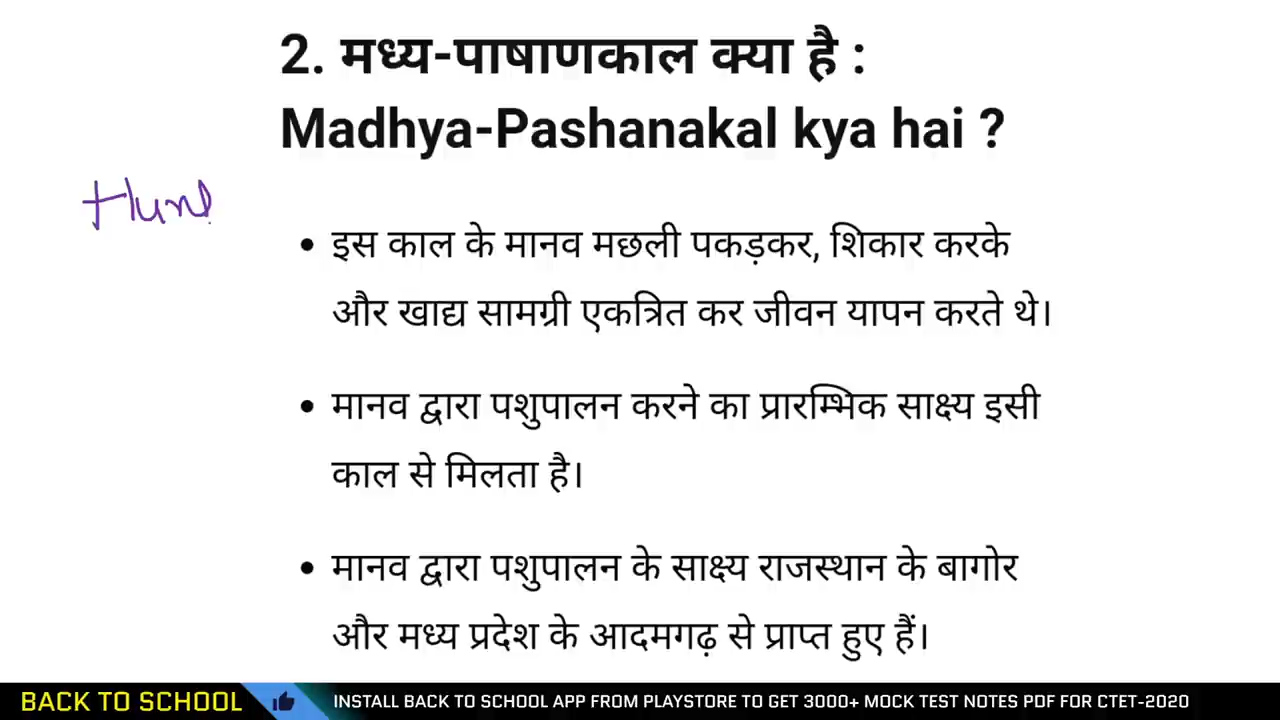 2. मध्य-पाषाणकाल क्या है :
Madhya-Pashanakal kya hai ?
• इस काल के मानव मछली पकड़कर, शिकार करके
और खाद्य सामग्री एकत्रित कर जीवन यापन करते थे।
• मानव द्वारा पशुपालन करने का प्रारम्भिक साक्ष्य इसी
काल से मिलता है।
• मानव द्वारा पशुपालन के साक्ष्य राजस्थान के बागोर
और मध्य प्रदेश के आदमगढ़ से प्राप्त हुए हैं।
BACK TO SCHOOL
INSTALL BACK TO SCHOOL APP FROM PLAYSTORE TO GET 3000+ MOCK TEST NOTES PDF FOR CTET-2020